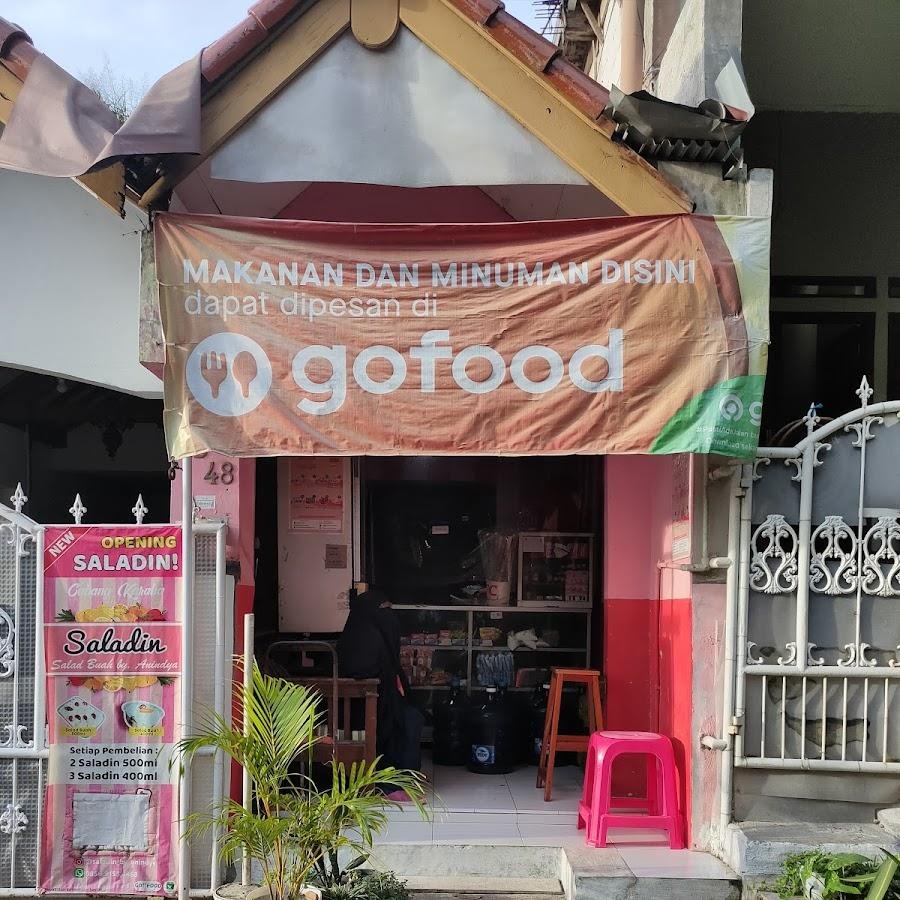 MAKANAN DAN MINUMAN DISINI
dapat dipesan di
gofood
48
NEW
OPENING
SALADIN!
Saladin
Salad Buah by. Anindya
Setiap Pembelian :
2 Saladin 500ml
3 Saladin 400ml
GOFOOD